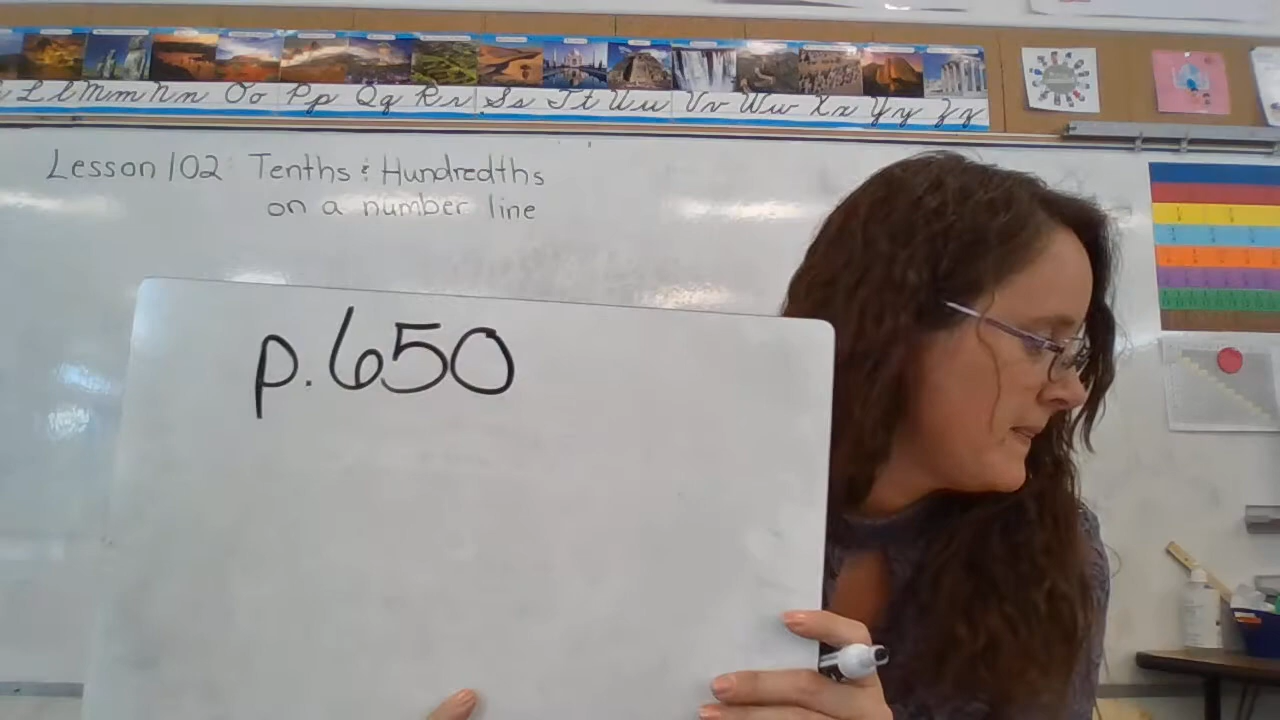 Ll Mm Nn Oo Pp Qq Rr Ss Tt Uu Vv Ww Xx Yy Zz
Lesson 102: Tenths & Hundredths
on a number line
p.650